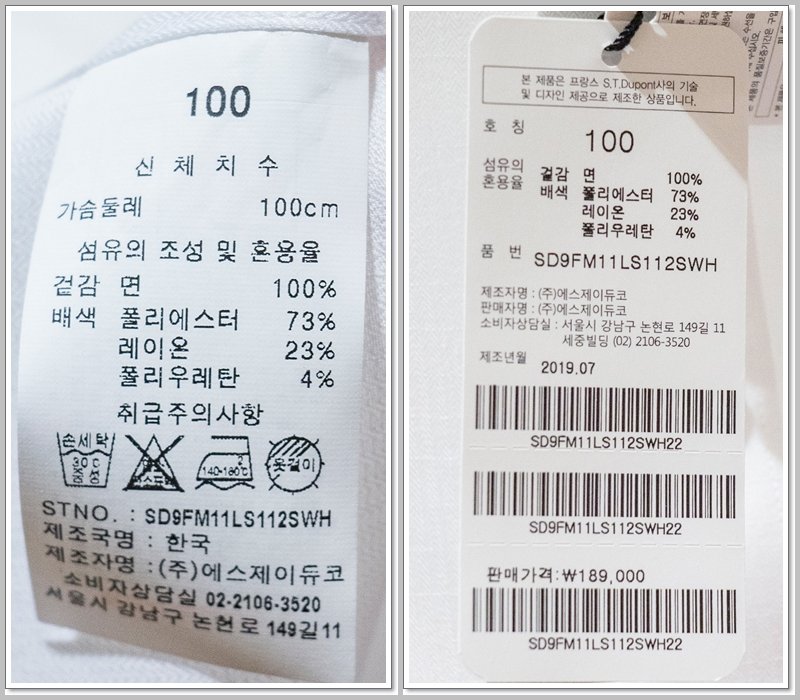 100
신 체 치 수
가슴둘레 100cm
섬유의 조성 및 혼용율
겉감 면 100%
배색 폴리에스터 73%
레이온 23%
폴리우레탄 4%
취급주의사항
손세탁
30℃
140-160℃
옷걸이
STNO. : SD9FM11LS112SWH
제조국명 : 한국
제조자명 : (주)에스제이듀코
소비자상담실 02-2106-3520
서울시 강남구 논현로 149길11
본 제품은 프랑스 S.T.Dupont사의 기술
및 디자인 제공으로 제조한 상품입니다.
호 칭
100
섬유의 혼용율
겉감 면 100%
배색 폴리에스터 73%
레이온 23%
폴리우레탄 4%
품 번 SD9FM11LS112SWH
제조자명 : (주)에스제이듀코
판매자명 : (주)에스제이듀코
소비자상담실 : 서울시 강남구 논현로 149길 11
세중빌딩 (02) 2106-3520
제조년월 2019.07
SD9FM11LS112SWH22
SD9FM11LS112SWH22
판매가격:₩189,000
SD9FM11LS112SWH22